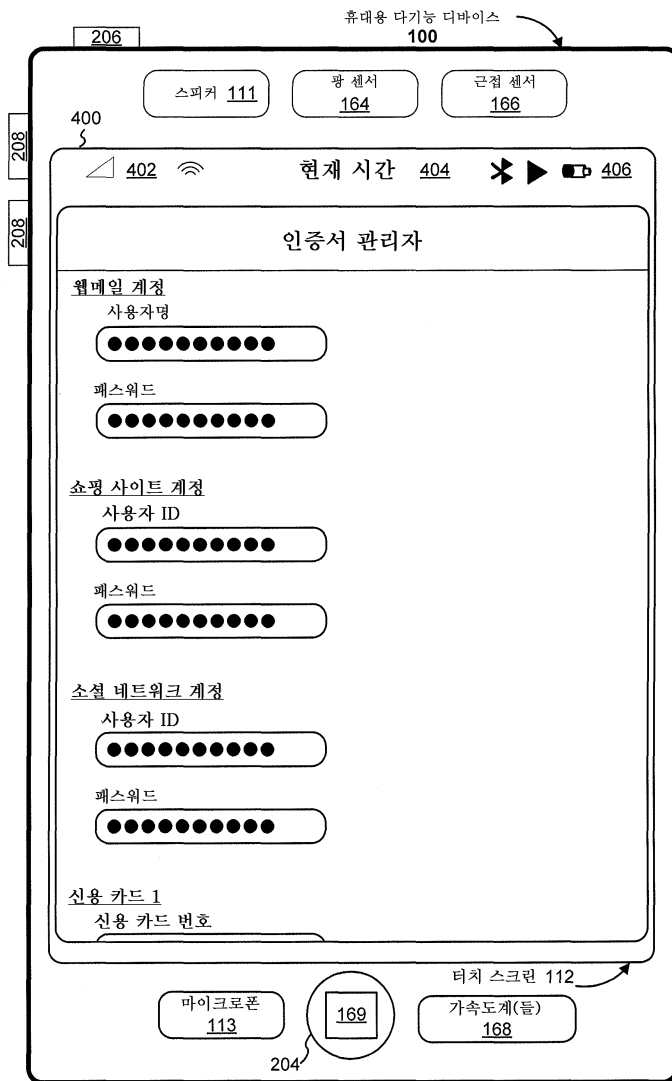 휴대용 다기능 디바이스
206
100
스피커 111
광 센서
164
근접 센서
166
400
208
402
현재 시간 404
406
208
인증서 관리자
웹메일 계정
사용자명
패스워드
쇼핑 사이트 계정
사용자 ID
패스워드
소셜 네트워크 계정
사용자 ID
패스워드
신용 카드 1
신용 카드 번호
터치 스크린 112
마이크로폰
113
169
가속도계(들)
168
204